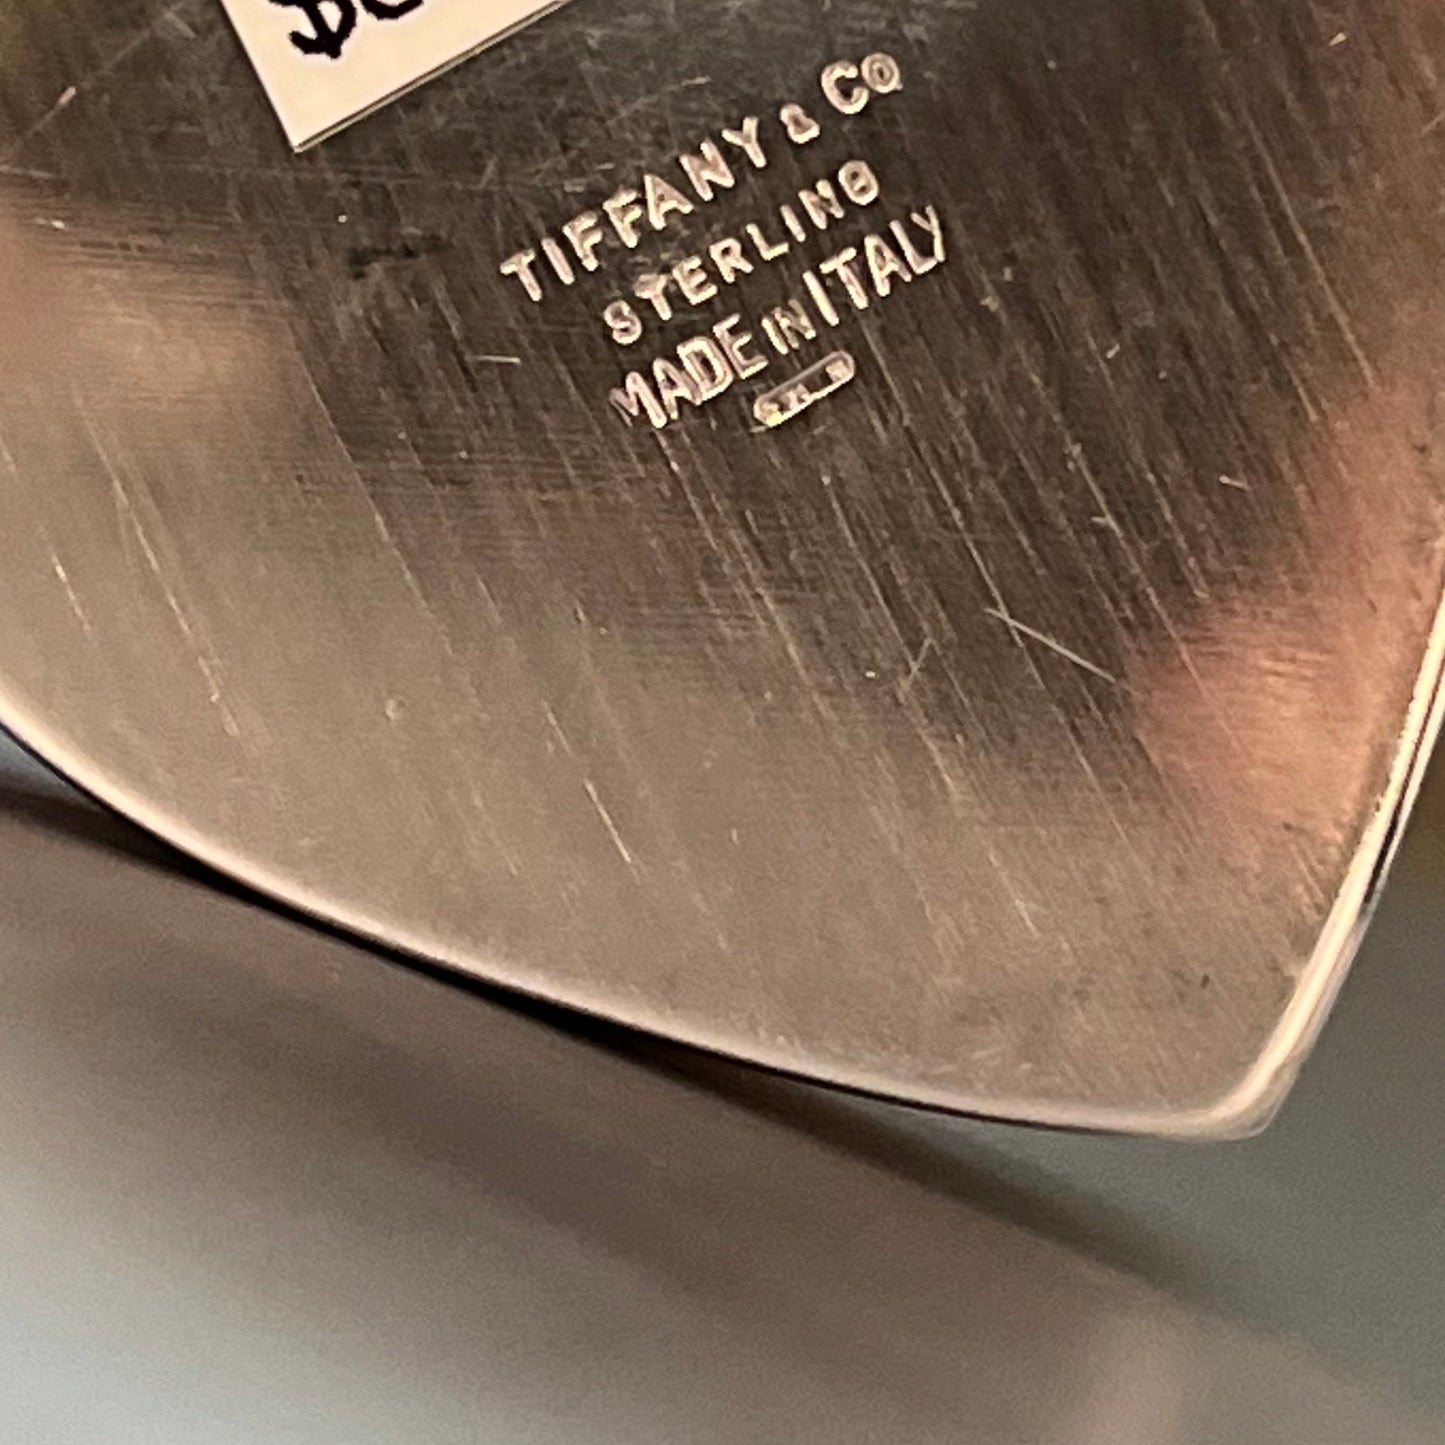 TIFFANY & CO
STERLING
MADE IN ITALY